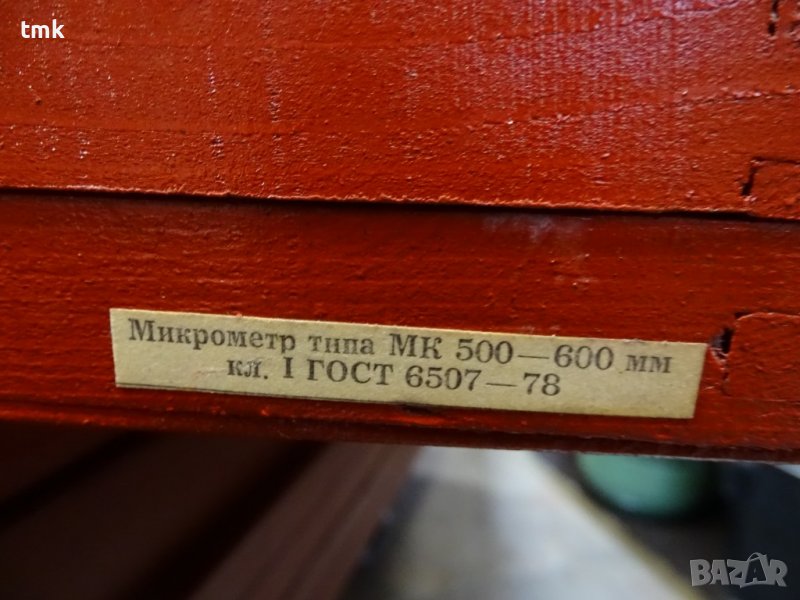 tmk
Микрометр типа МК 500—600 мм
кл. I ГОСТ 6507—78
BAZAR